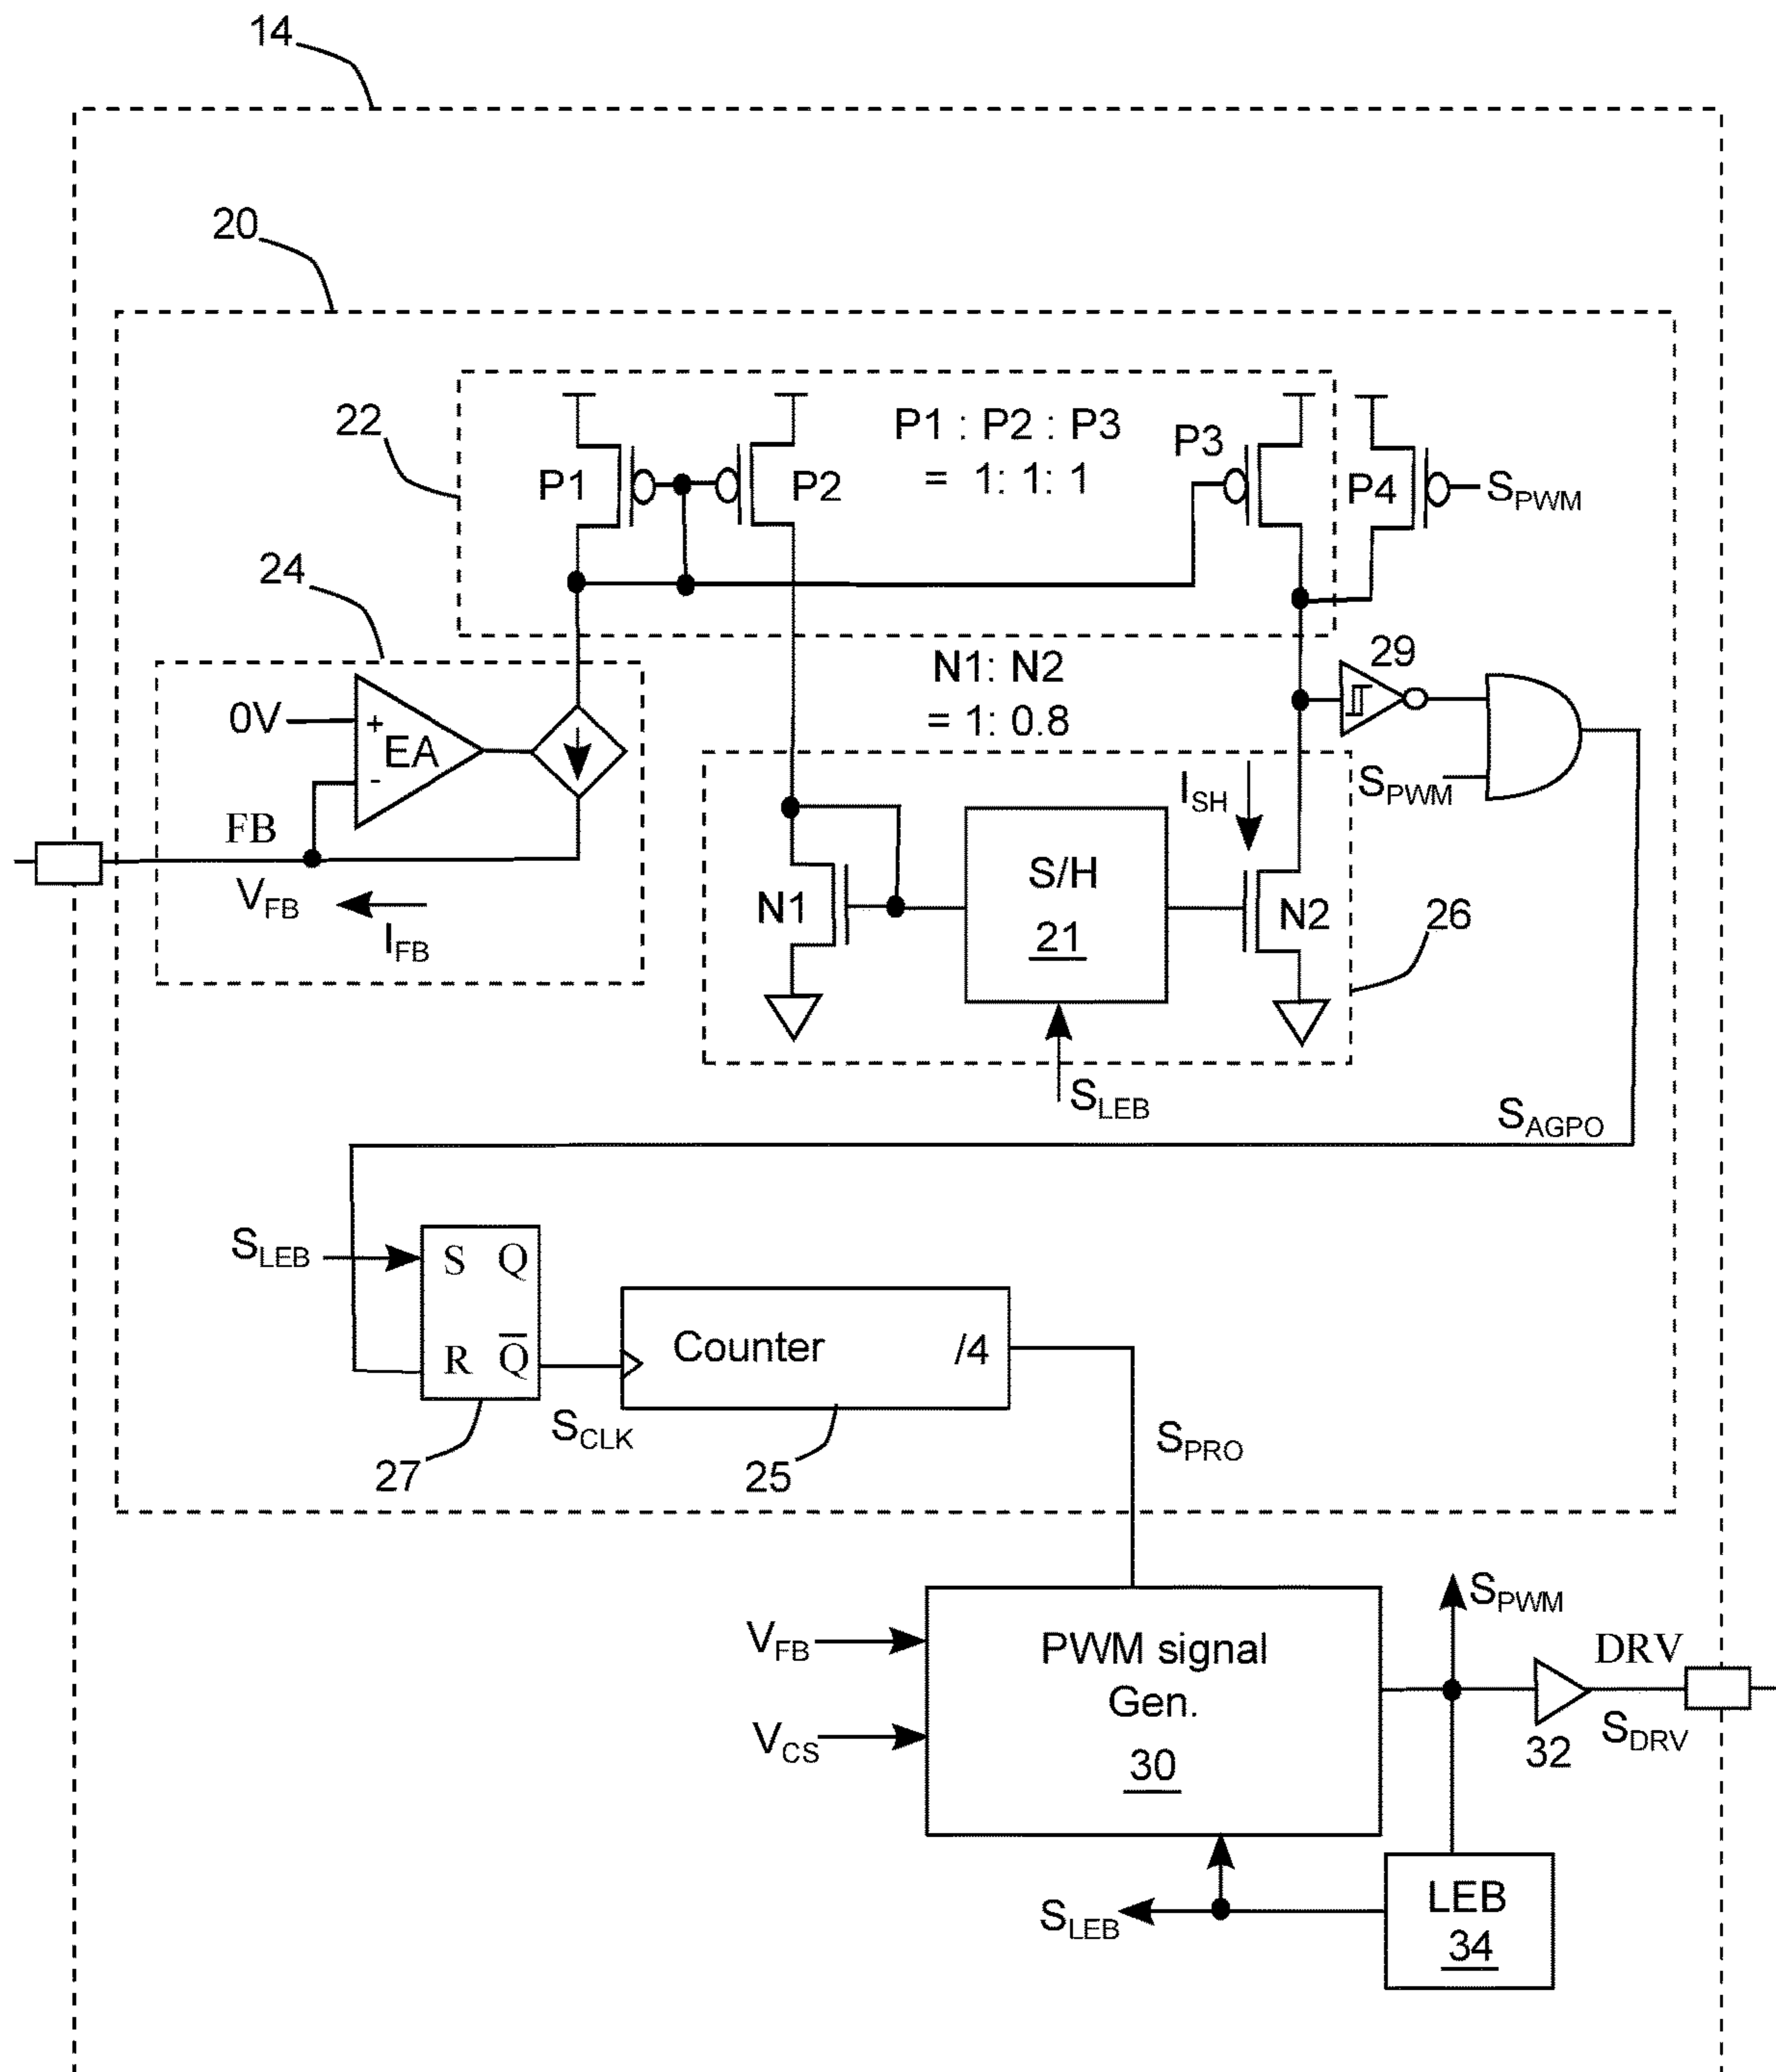 14
20
22
P1 : P2 : P3
= 1: 1: 1
P1
P2
P3
P4
SPWM
24
N1: N2
= 1: 0.8
29
0V
+
EA
-
SPWM
FB
VFB
IFB
ISH
S/H
21
N1
N2
26
SLEB
SAGPO
SLEB
S Q
R Q̅
Counter /4
SCLK
27
25
SPRO
SPWM
VFB
PWM signal
Gen.
30
VCS
DRV
SDRV
32
SLEB
LEB
34